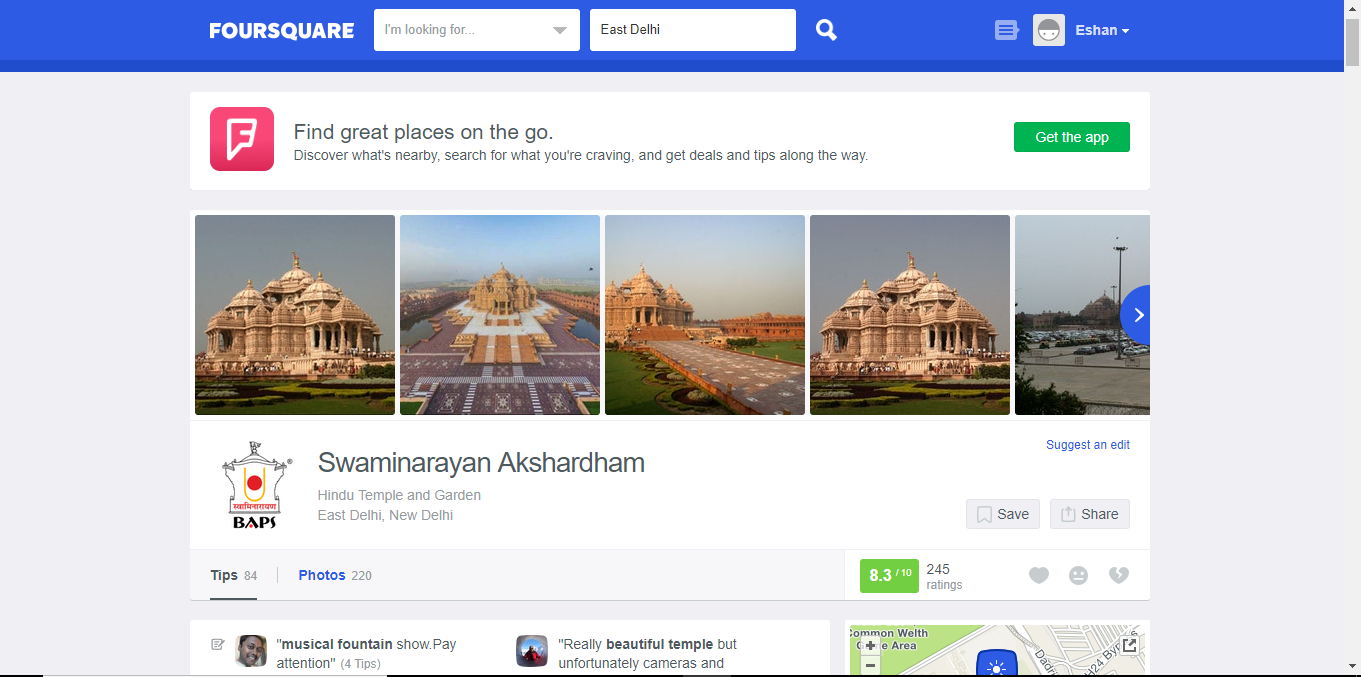 FOURSQUARE
I'm looking for...
East Delhi
Eshan
Find great places on the go.
Discover what's nearby, search for what you're craving, and get deals and tips along the way.
Get the app
Swaminarayan Akshardham
Suggest an edit
Hindu Temple and Garden
East Delhi, New Delhi
स्वामिनारायण
BAPS
Save
Share
Tips 84
Photos 220
8.3 / 10
245
ratings
"musical fountain show.Pay
attention" (4 Tips)
"Really beautiful temple but
unfortunately cameras and
Common Welth
Area
H24 By